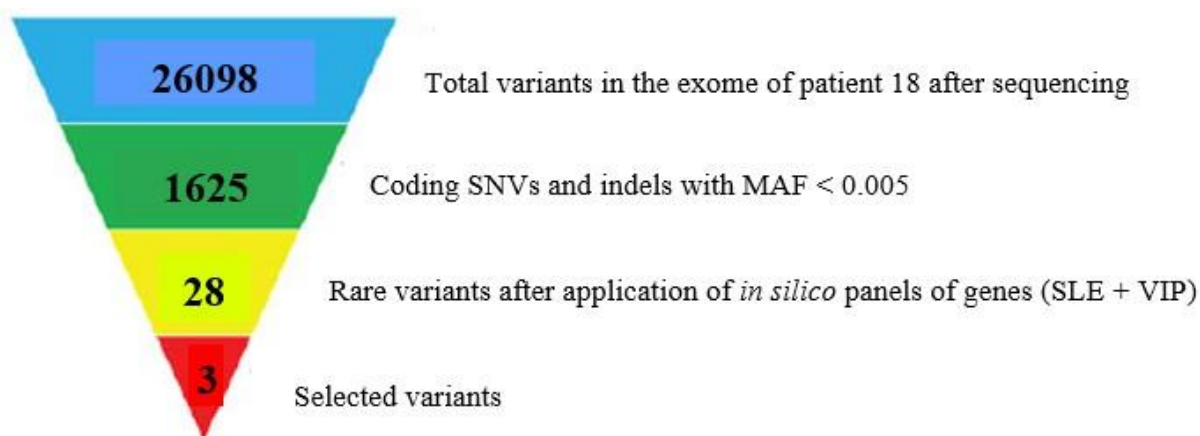 26098 Total variants in the exome of patient 18 after sequencing
1625 Coding SNVs and indels with MAF < 0.005
28 Rare variants after application of in silico panels of genes (SLE + VIP)
3 Selected variants